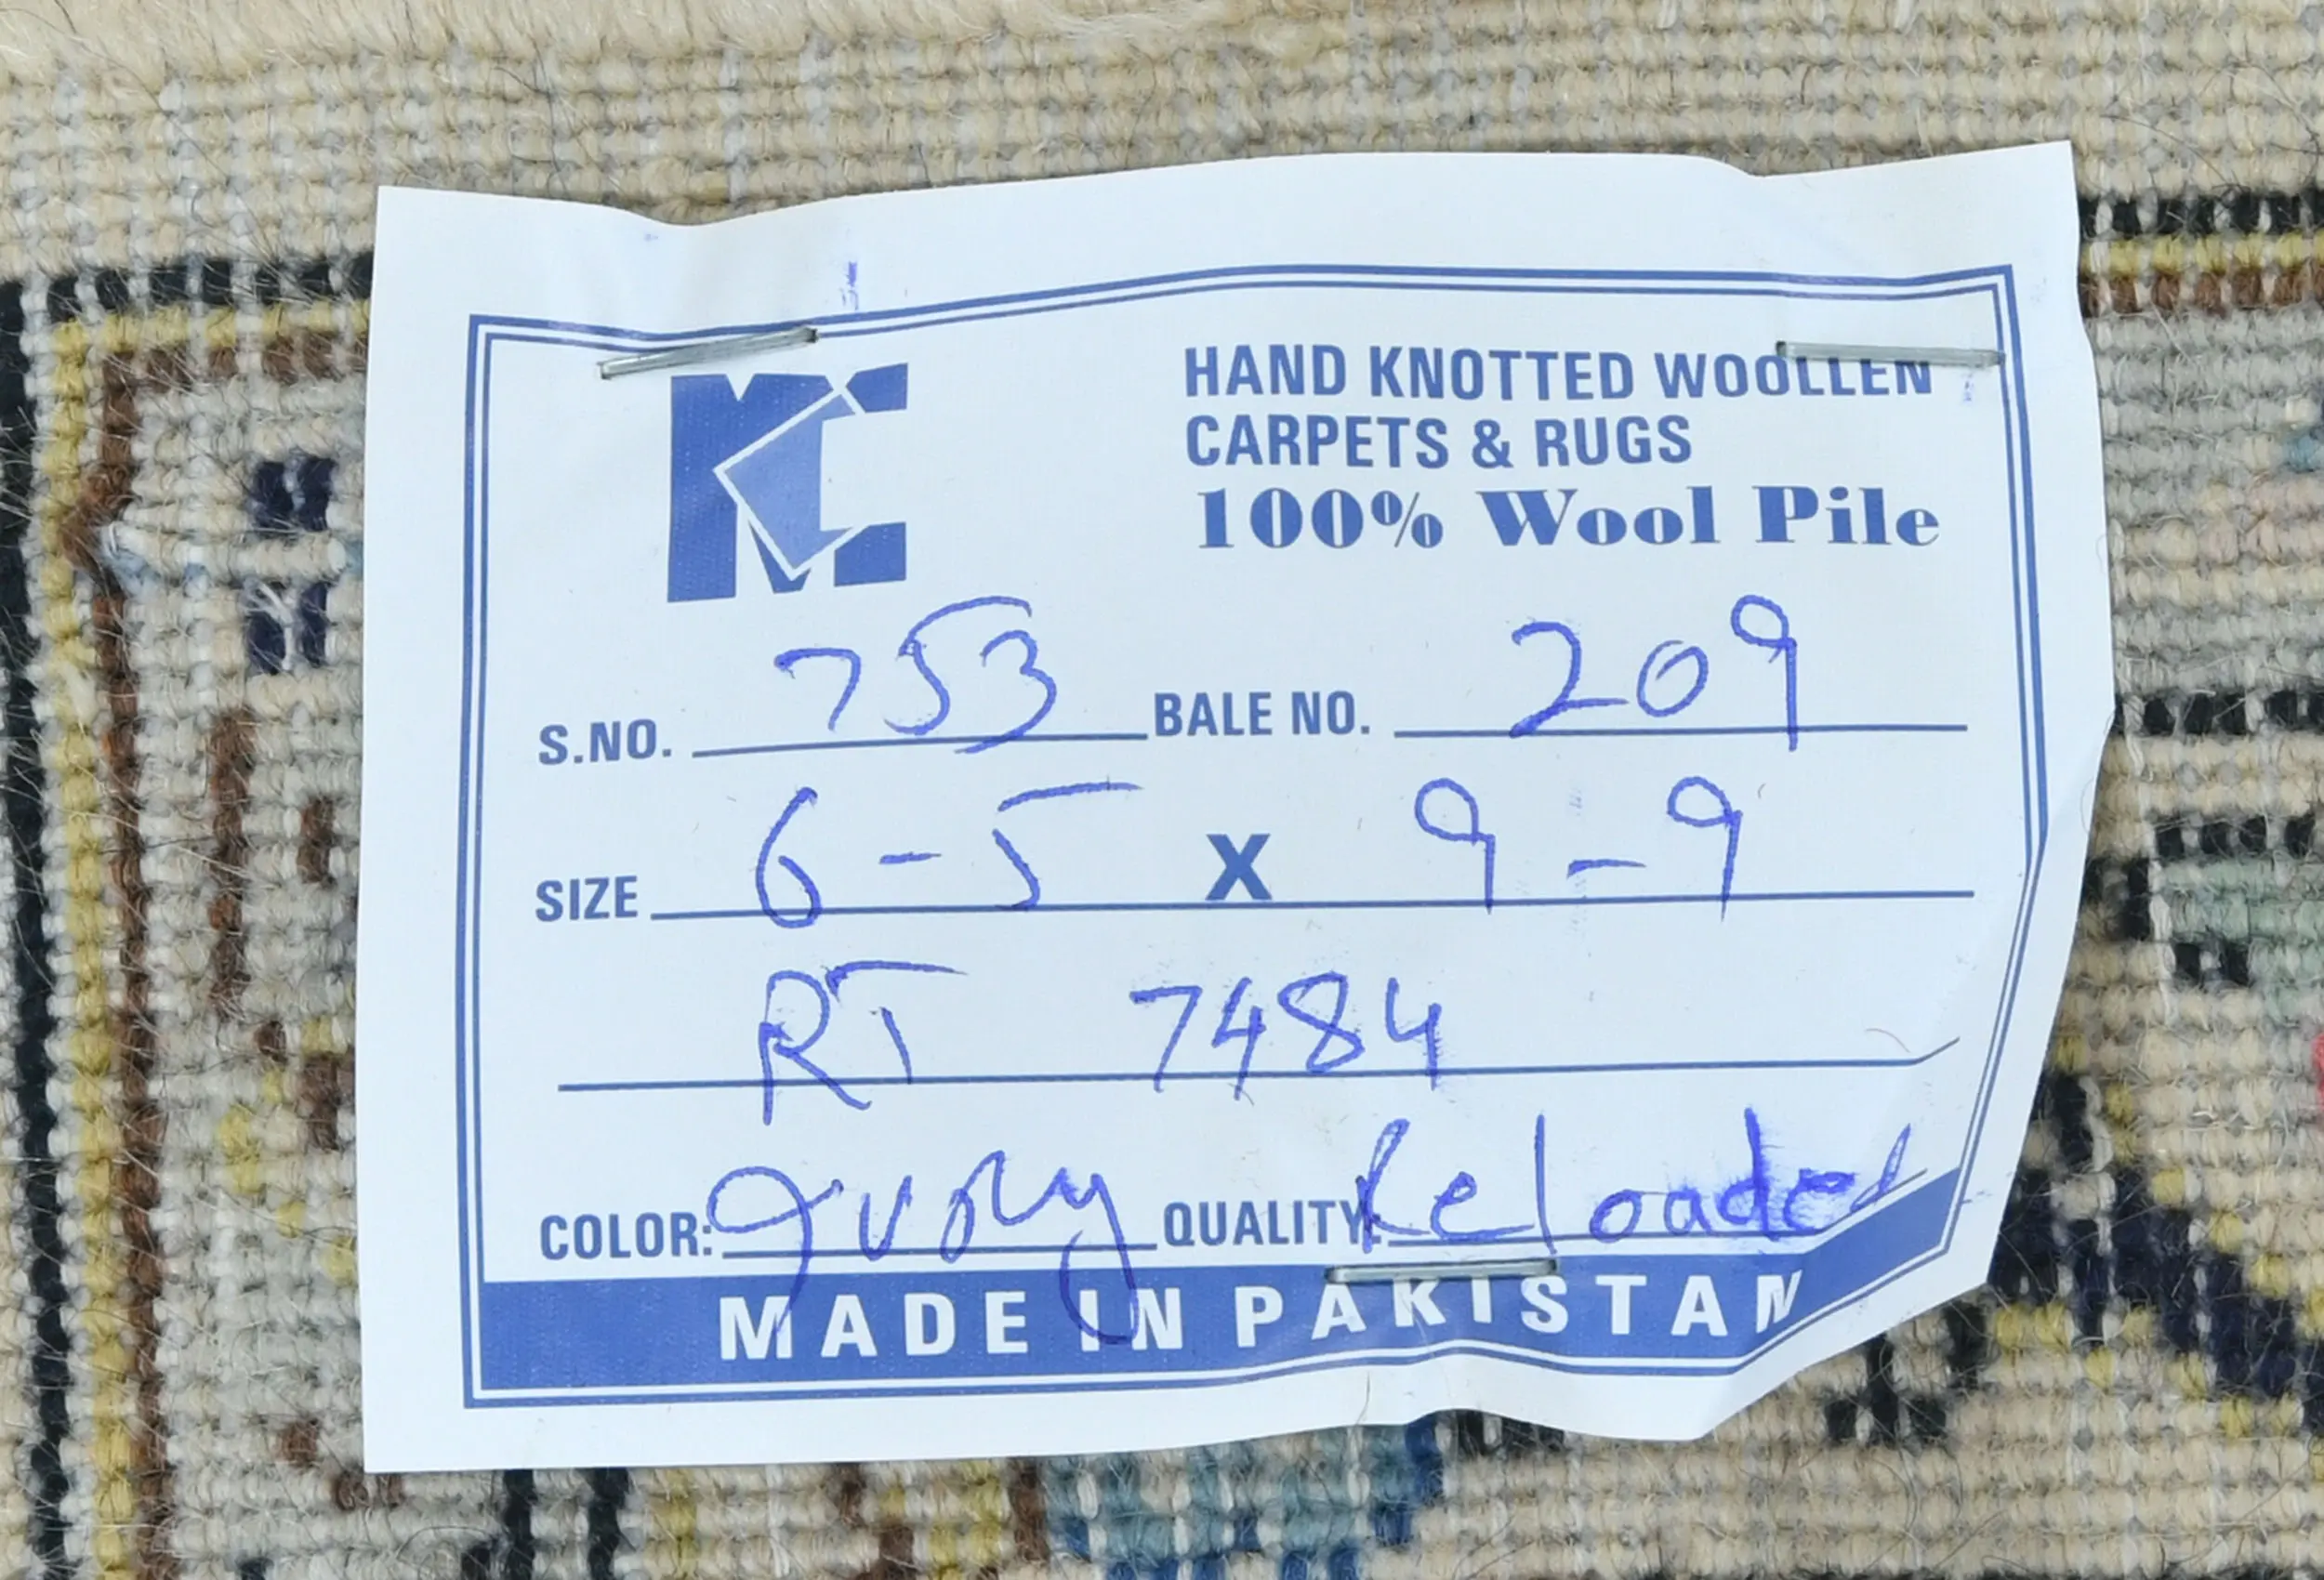 MC
HAND KNOTTED WOOLLEN
CARPETS & RUGS
100% Wool Pile
S.NO. 753 BALE NO. 209
SIZE 6-5 X 9-9
RT 7484
COLOR: Ivory QUALITY: Reloaded
MADE IN PAKISTAN